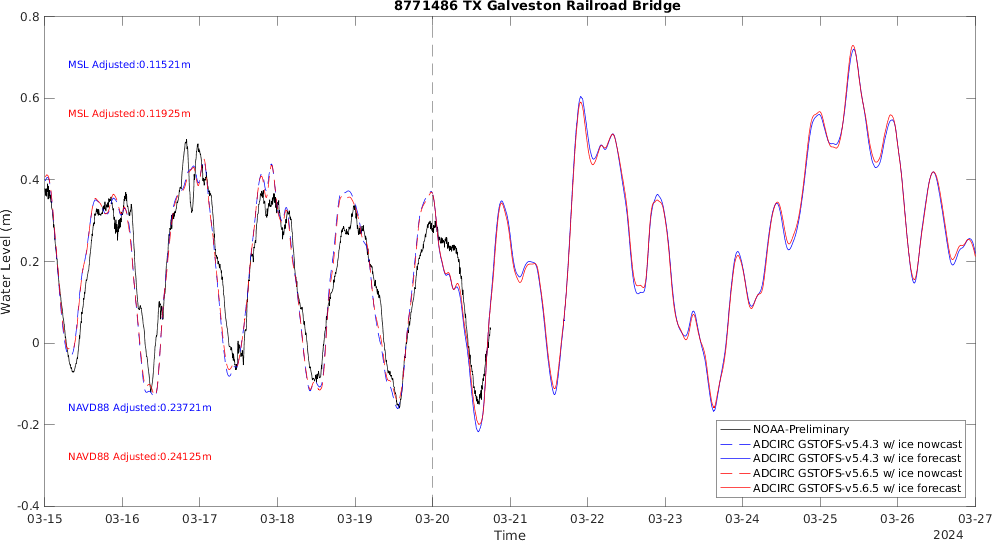 8771486 TX Galveston Railroad Bridge
0.8
0.6
0.4
0.2
0
-0.2
-0.4
Water Level (m)
MSL Adjusted:0.11521m
MSL Adjusted:0.11925m
NAVD88 Adjusted:0.23721m
NAVD88 Adjusted:0.24125m
NOAA-Preliminary
ADCIRC GSTOFS-v5.4.3 w/ ice nowcast
ADCIRC GSTOFS-v5.4.3 w/ ice forecast
ADCIRC GSTOFS-v5.6.5 w/ ice nowcast
ADCIRC GSTOFS-v5.6.5 w/ ice forecast
03-15 03-16 03-17 03-18 03-19 03-20 03-21 03-22 03-23 03-24 03-25 03-26 03-27
Time
2024